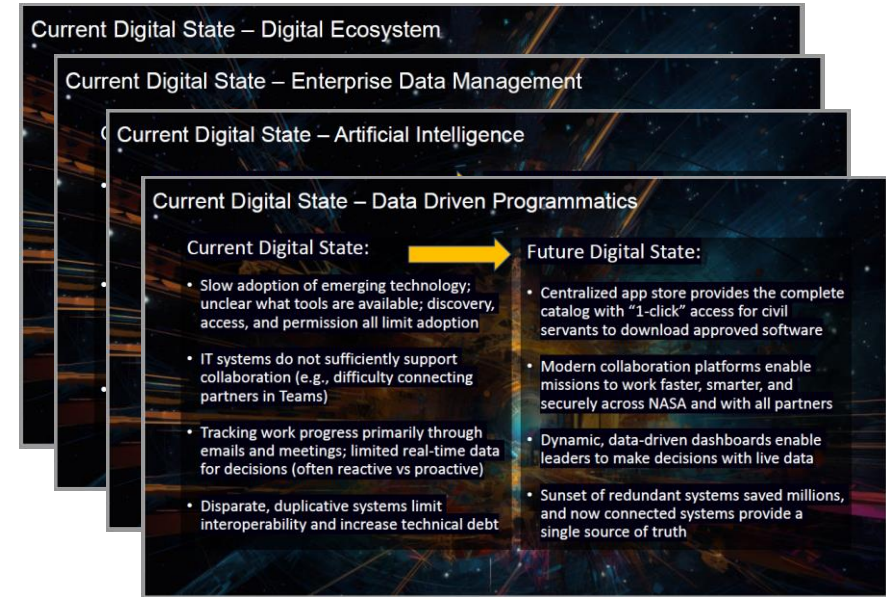 Current Digital State – Digital Ecosystem
Current Digital State – Enterprise Data Management
Current Digital State – Artificial Intelligence
Current Digital State – Data Driven Programmatics
Current Digital State:
• Slow adoption of emerging technology;
unclear what tools are available; discovery,
access, and permission all limit adoption
• IT systems do not sufficiently support
collaboration (e.g., difficulty connecting
partners in Teams)
• Tracking work progress primarily through
emails and meetings; limited real-time data
for decisions (often reactive vs proactive)
• Disparate, duplicative systems limit
interoperability and increase technical debt
Future Digital State:
• Centralized app store provides the complete
catalog with “1-click” access for civil
servants to download approved software
• Modern collaboration platforms enable
missions to work faster, smarter, and
securely across NASA and with all partners
• Dynamic, data-driven dashboards enable
leaders to make decisions with live data
• Sunset of redundant systems saved millions,
and now connected systems provide a
single source of truth